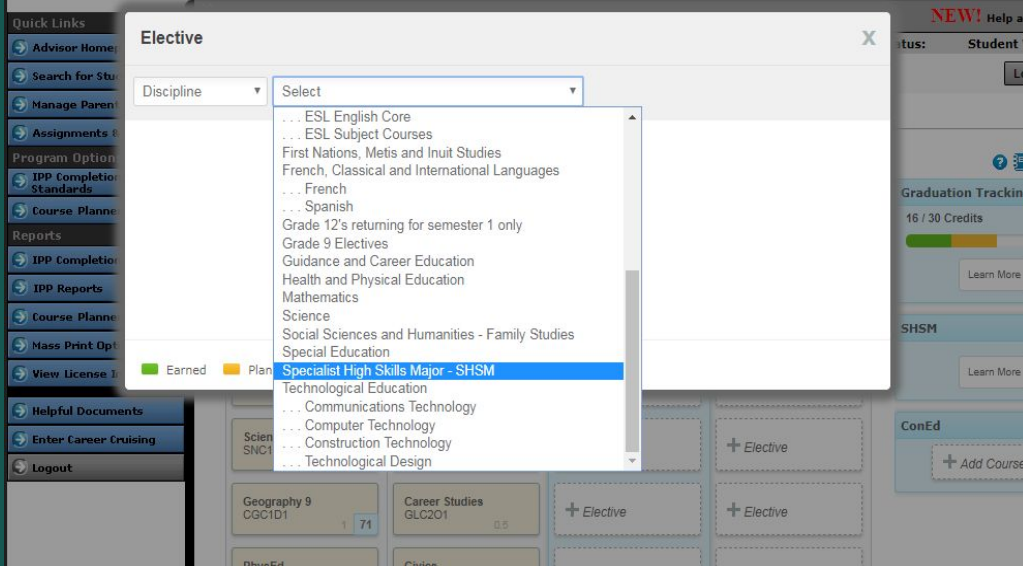 Quick Links
Advisor Home
Search for Stu
Manage Paren
Assignments &
Program Option
IPP Completio
Standards
Course Planne
Reports
IPP Completio
IPP Reports
Course Planne
Mass Print Opt
View License I
Helpful Documents
Enter Career Cruising
Logout
Elective
X
Discipline
Select
. . . ESL English Core
. . . ESL Subject Courses
First Nations, Metis and Inuit Studies
French, Classical and International Languages
. . . French
. . . Spanish
Grade 12's returning for semester 1 only
Grade 9 Electives
Guidance and Career Education
Health and Physical Education
Mathematics
Science
Social Sciences and Humanities - Family Studies
Special Education
Specialist High Skills Major - SHSM
Technological Education
. . . Communications Technology
. . . Computer Technology
. . . Construction Technology
. . . Technological Design
Earned
Plan
Scien
SNC1
+ Elective
Geography 9
CGC1D1
1 71
Career Studies
GLC2O1
0.5
+ Elective
+ Elective
PhysEd
Civics
NEW! Help a
atus: Student
Lo
Graduation Trackin
16 / 30 Credits
Learn More
SHSM
Learn More
ConEd
+ Add Course